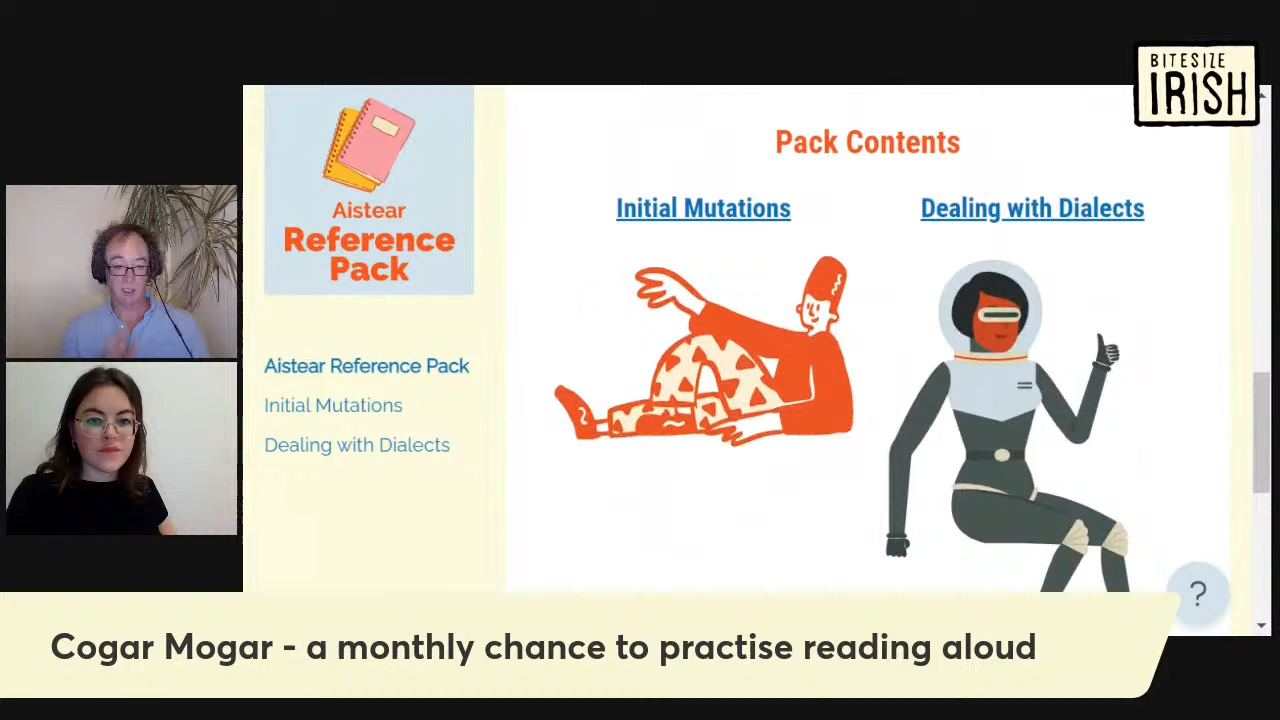 BITESIZE
IRISH
Aistear
Reference
Pack
Aistear Reference Pack
Initial Mutations
Dealing with Dialects
Pack Contents
Initial Mutations
Dealing with Dialects
?
Cogar Mogar - a monthly chance to practise reading aloud